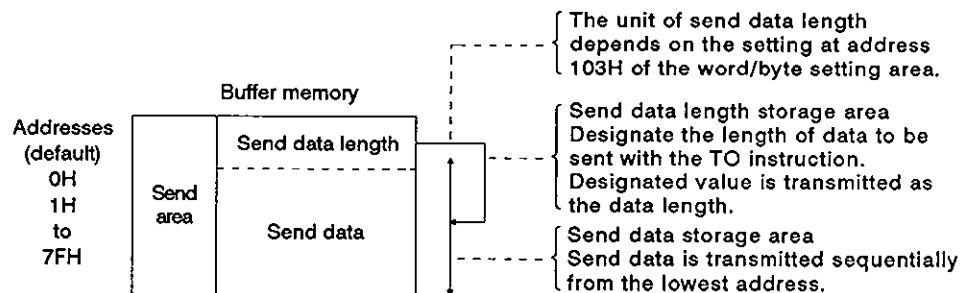 The unit of send data length
depends on the setting at address
103H of the word/byte setting area.
Buffer memory
Addresses
(default)
0H
1H
to
7FH
Send
area
Send data length
Send data
Send data length storage area
Designate the length of data to be
sent with the TO instruction.
Designated value is transmitted as
the data length.
Send data storage area
Send data is transmitted sequentially
from the lowest address.